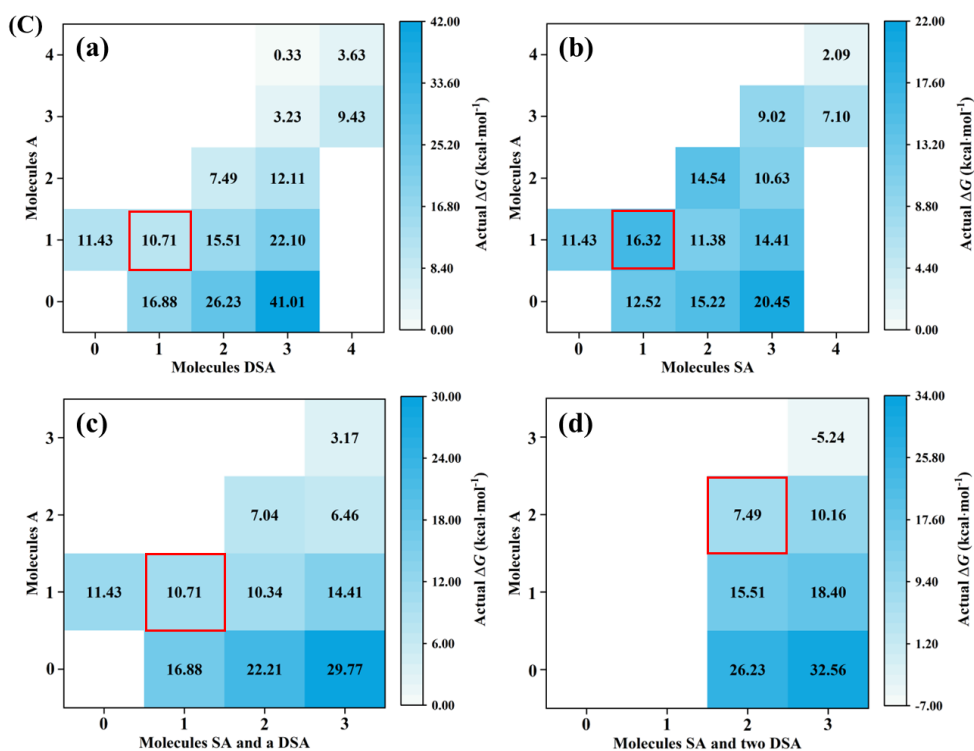 (C)
(a)
Molecules A
4
3
2
1
0
0.33 3.63
3.23 9.43
7.49 12.11
11.43 10.71 15.51 22.10
16.88 26.23 41.01
0 1 2 3 4
Molecules DSA
42.00
33.60
25.20
16.80
8.40
0.00
Actual ΔG (kcal·mol⁻¹)
(b)
Molecules A
4
3
2
1
0
2.09
9.02 7.10
14.54 10.63
11.43 16.32 11.38 14.41
12.52 15.22 20.45
0 1 2 3 4
Molecules SA
22.00
17.60
13.20
8.80
4.40
0.00
Actual ΔG (kcal·mol⁻¹)
(c)
Molecules A
3
2
1
0
3.17
7.04 6.46
11.43 10.71 10.34 14.41
16.88 22.21 29.77
0 1 2 3
Molecules SA and a DSA
30.00
24.00
18.00
12.00
6.00
0.00
Actual ΔG (kcal·mol⁻¹)
(d)
Molecules A
3
2
1
0
-5.24
7.49 10.16
15.51 18.40
26.23 32.56
0 1 2 3
Molecules SA and two DSA
34.00
25.80
17.60
9.40
1.20
-7.00
Actual ΔG (kcal·mol⁻¹)